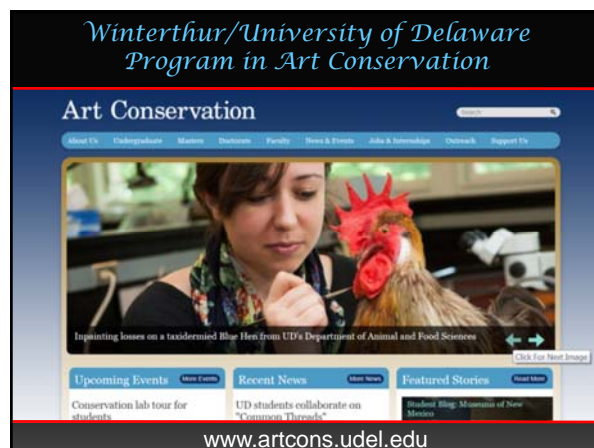 Winterthur/University of Delaware
Program in Art Conservation
Art Conservation
Search
About Us Undergraduate Masters Doctorate Faculty News & Events Jobs & Internships Outreach Support Us
Inpainting losses on a taxidermied Blue Hen from UD's Department of Animal and Food Sciences
Click For Next Image
Upcoming Events More Events Recent News More News Featured Stories Read More
Conservation lab tour for
students
UD students collaborate on
"Common Threads"
Student Blog: Museums of New
Mexico
www.artcons.udel.edu